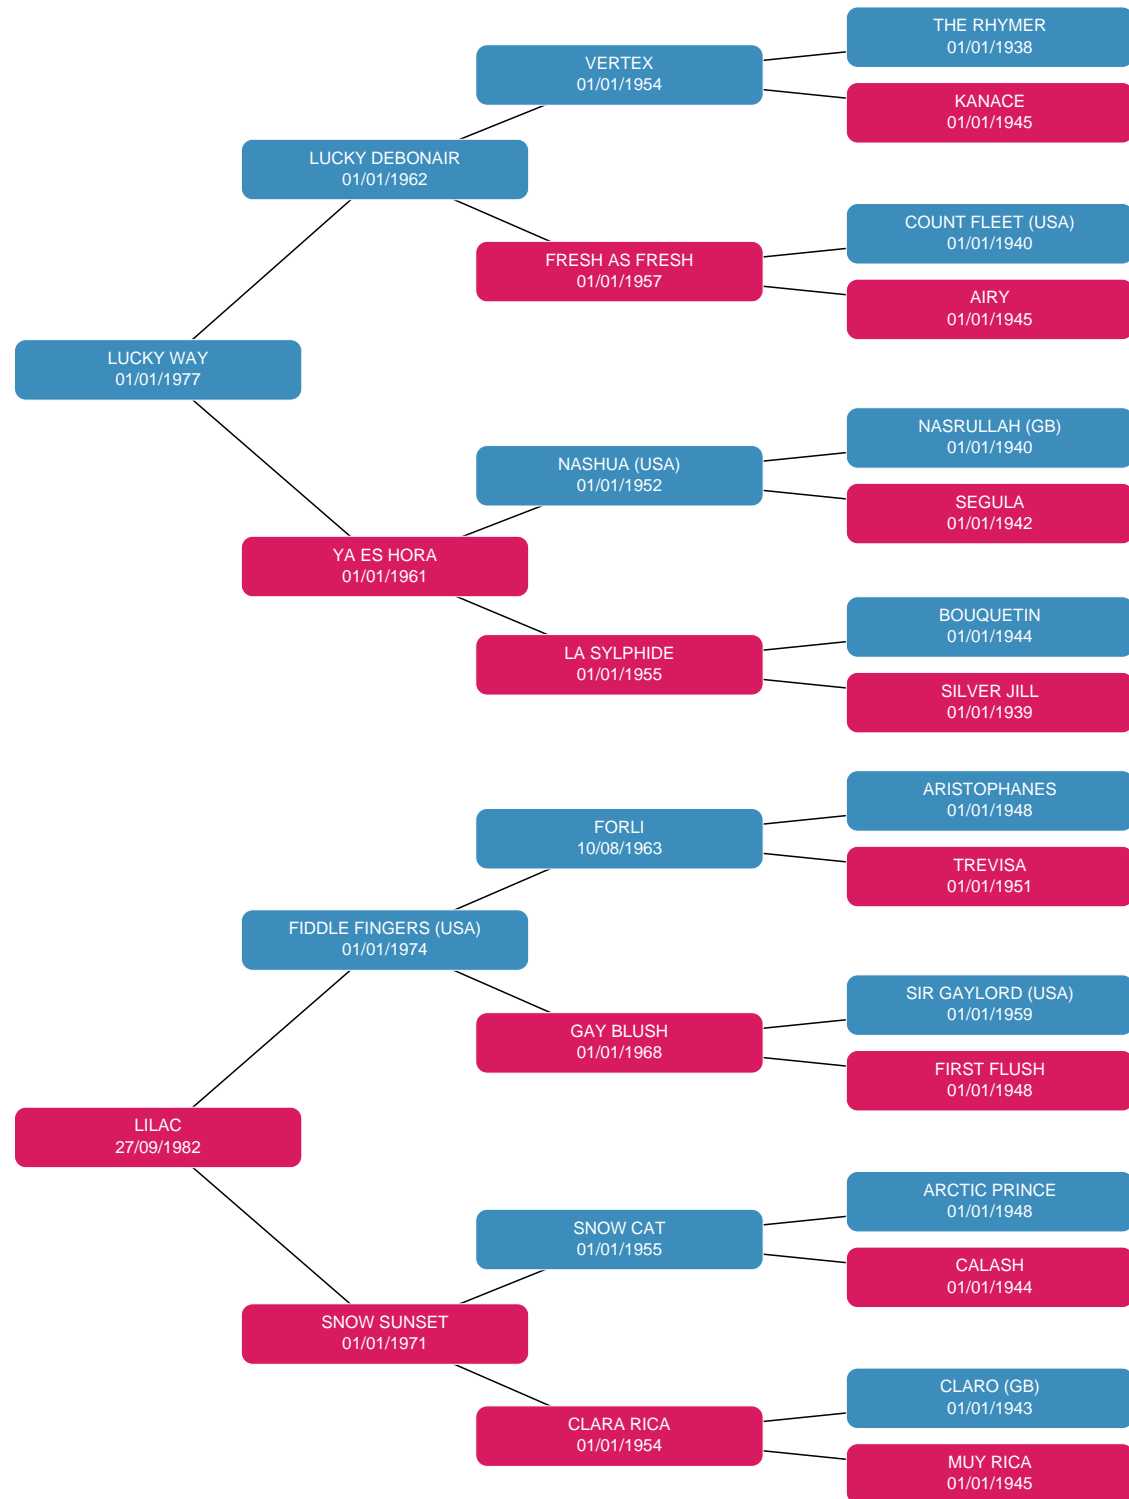 THE RHYMER
01/01/1938
VERTEX
01/01/1954
KANACE
01/01/1945
LUCKY DEBONAIR
01/01/1962
COUNT FLEET (USA)
01/01/1940
FRESH AS FRESH
01/01/1957
AIRY
01/01/1945
LUCKY WAY
01/01/1977
NASRULLAH (GB)
01/01/1940
NASHUA (USA)
01/01/1952
SEGULA
01/01/1942
YA ES HORA
01/01/1961
BOUQUETIN
01/01/1944
LA SYLPHIDE
01/01/1955
SILVER JILL
01/01/1939
ARISTOPHANES
01/01/1948
FORLI
10/08/1963
TREVISA
01/01/1951
FIDDLE FINGERS (USA)
01/01/1974
SIR GAYLORD (USA)
01/01/1959
GAY BLUSH
01/01/1968
FIRST FLUSH
01/01/1948
LILAC
27/09/1982
ARCTIC PRINCE
01/01/1948
SNOW CAT
01/01/1955
CALASH
01/01/1944
SNOW SUNSET
01/01/1971
CLARO (GB)
01/01/1943
CLARA RICA
01/01/1954
MUY RICA
01/01/1945